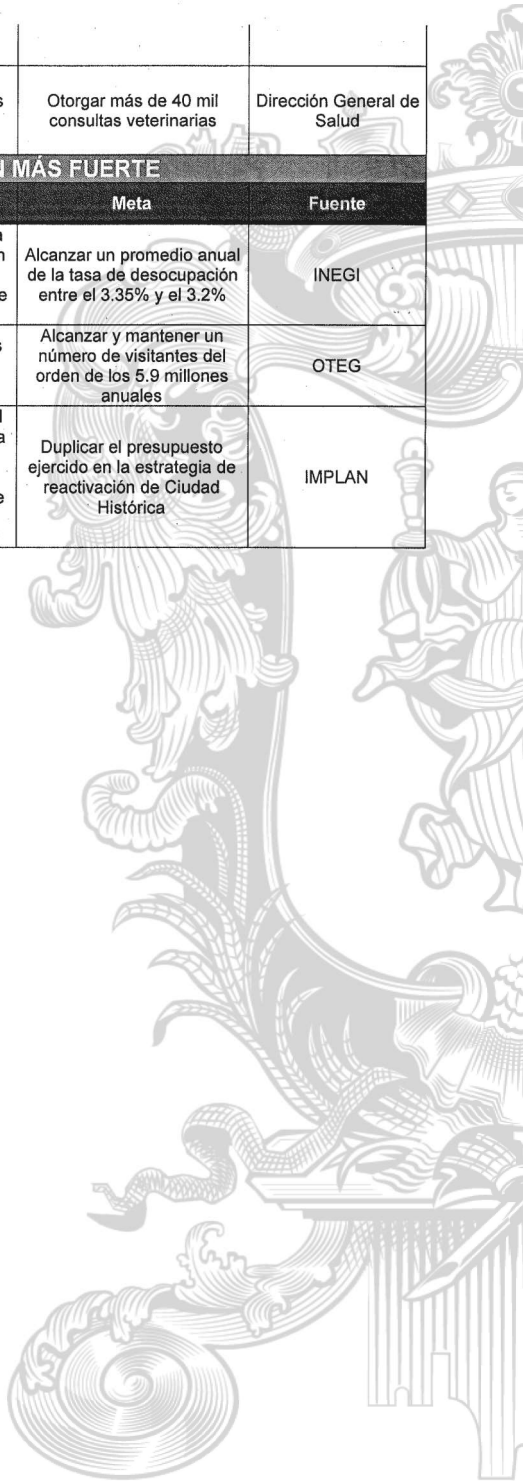 s
Otorgar más de 40 mil
consultas veterinarias
Dirección General de
Salud
N MÁS FUERTE
Meta
Fuente
a
n
e
Alcanzar un promedio anual
de la tasa de desocupación
entre el 3.35% y el 3.2%
INEGI
s
Alcanzar y mantener un
número de visitantes del
orden de los 5.9 millones
anuales
OTEG
l
a
e
Duplicar el presupuesto
ejercido en la estrategia de
reactivación de Ciudad
Histórica
IMPLAN